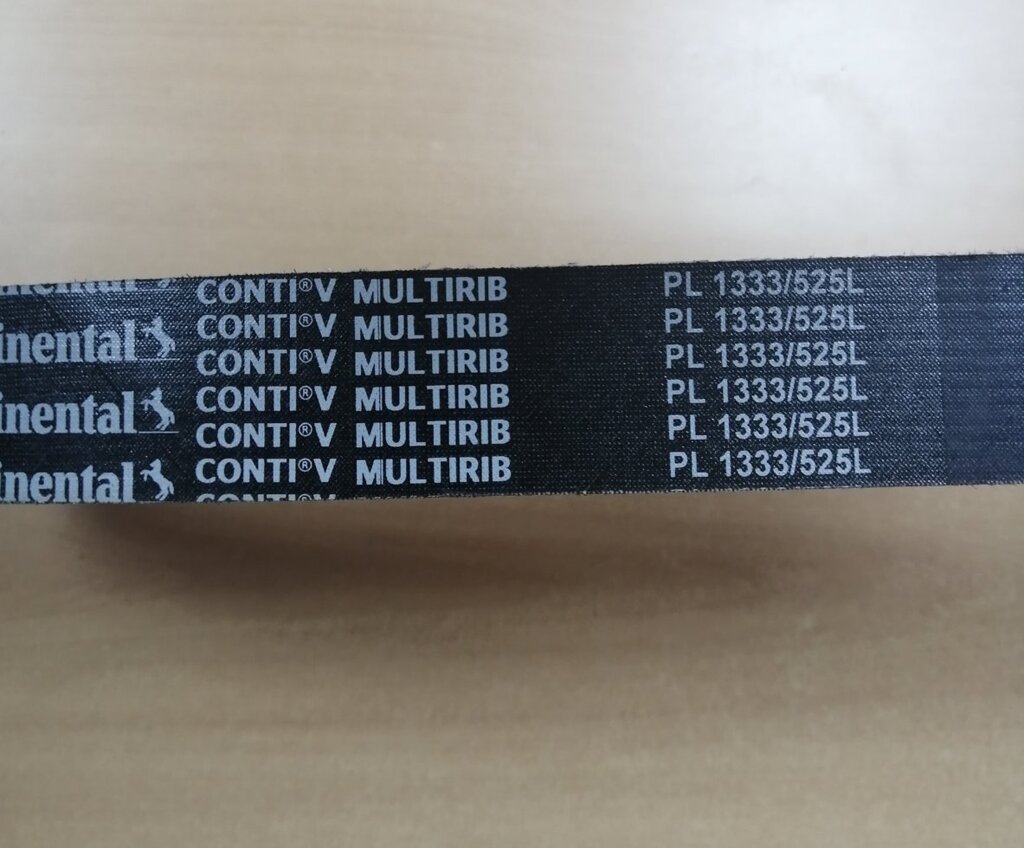 CONTI®V MULTIRIB PL 1333/525L
inental CONTI®V MULTIRIB PL 1333/525L
CONTI®V MULTIRIB PL 1333/525L
inental CONTI®V MULTIRIB PL 1333/525L
CONTI®V MULTIRIB PL 1333/525L
inental CONTI®V MULTIRIB PL 1333/525L
CONTI®V